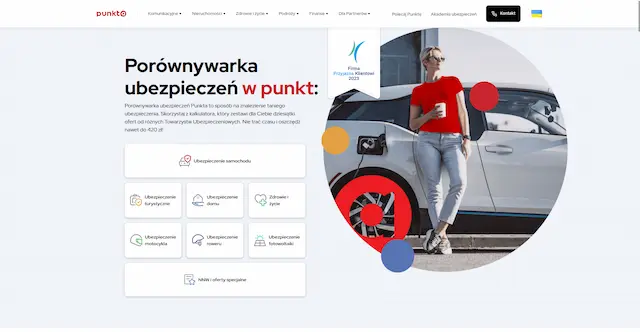 punkto
Komunikacyjne Nieruchomości Zdrowie i życie Podróży Finanse Dla Partnerów Polecaj Punkta Akademia ubezpieczeń Kontakt
Firma
Przyjazna Klientowi
2023
Porównywarka
ubezpieczeń w punkt:
Porównywarka ubezpieczeń Punkta to sposób na znalezienie taniego
ubezpieczenia. Skorzystaj z kalkulatora, który zestawi dla Ciebie dziesiątki
ofert od różnych Towarzystw Ubezpieczeniowych. Nie trać czasu i oszczędź
nawet do 420 zł!
Ubezpieczenie samochodu
Ubezpieczenie
turystyczne
Ubezpieczenie
domu
Zdrowie i
życie
Ubezpieczenie
motocykla
Ubezpieczenie
roweru
Ubezpieczenie
fotowoltaiki
NNW i oferty specjalne